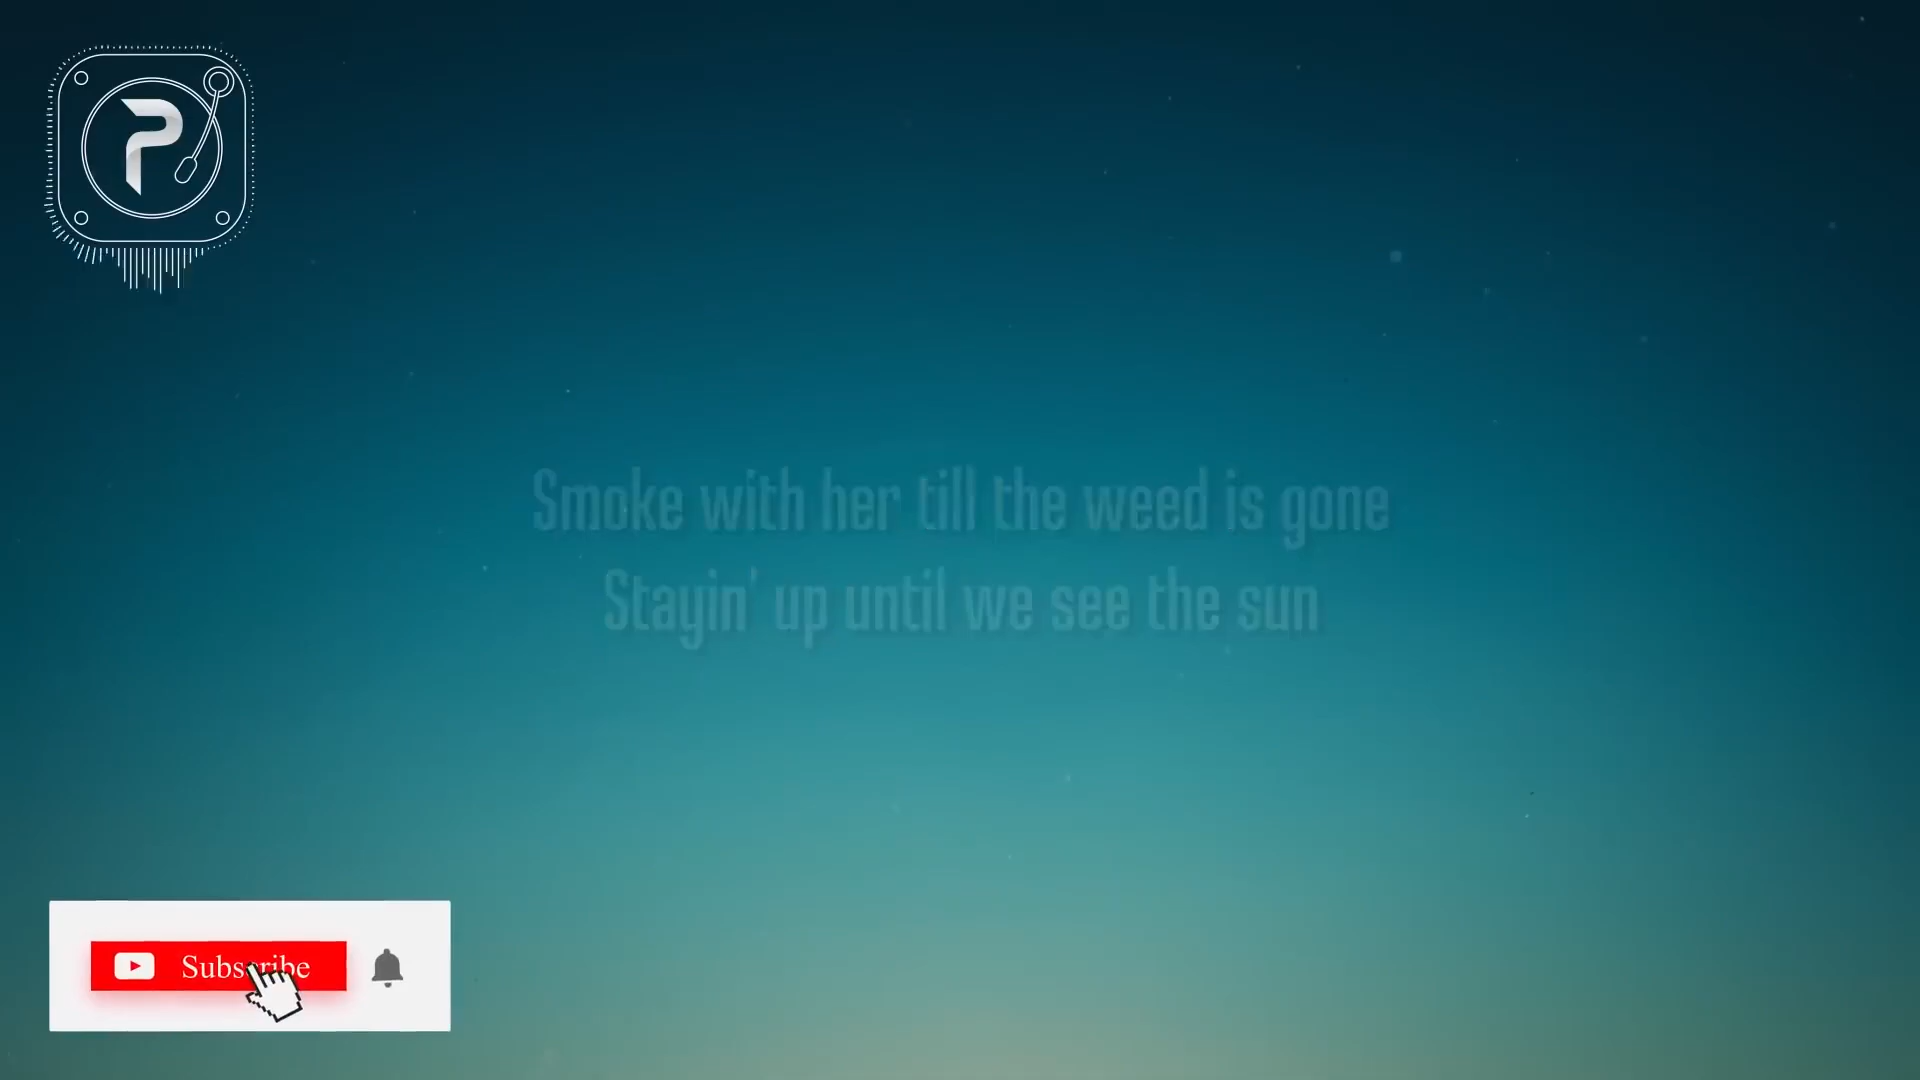 P
Smoke with her till the weed is gone
Stayin' up until we see the sun
Subscribe